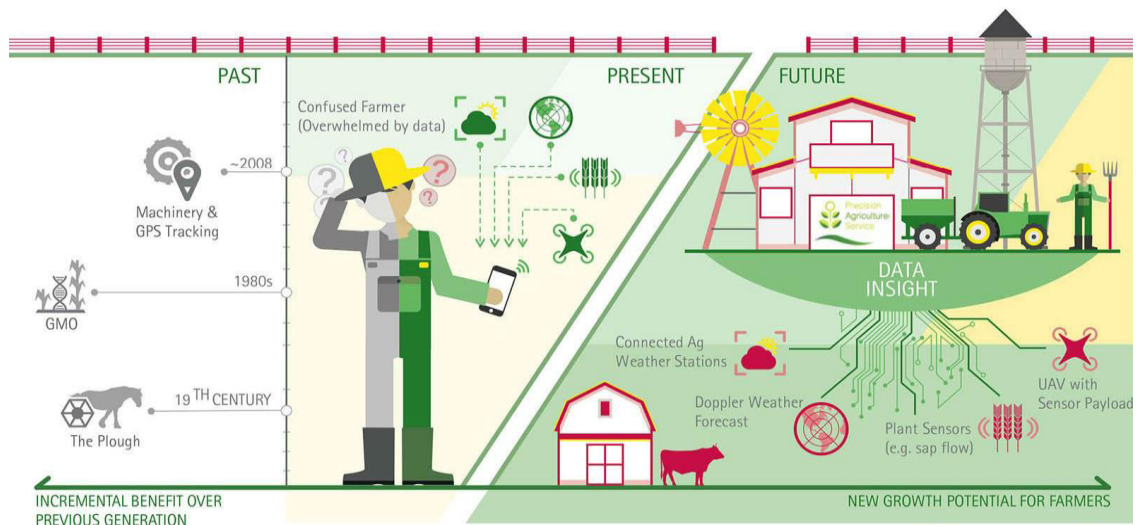 PAST
PRESENT
FUTURE
Confused Farmer
(Overwhelmed by data)
~2008
Machinery &
GPS Tracking
1980s
GMO
19TH CENTURY
The Plough
Precision
Agriculture
Service
DATA
INSIGHT
Connected Ag
Weather Stations
Doppler Weather
Forecast
Plant Sensors
(e.g. sap flow)
UAV with
Sensor Payload
INCREMENTAL BENEFIT OVER
PREVIOUS GENERATION
NEW GROWTH POTENTIAL FOR FARMERS
?
?
?
?
?